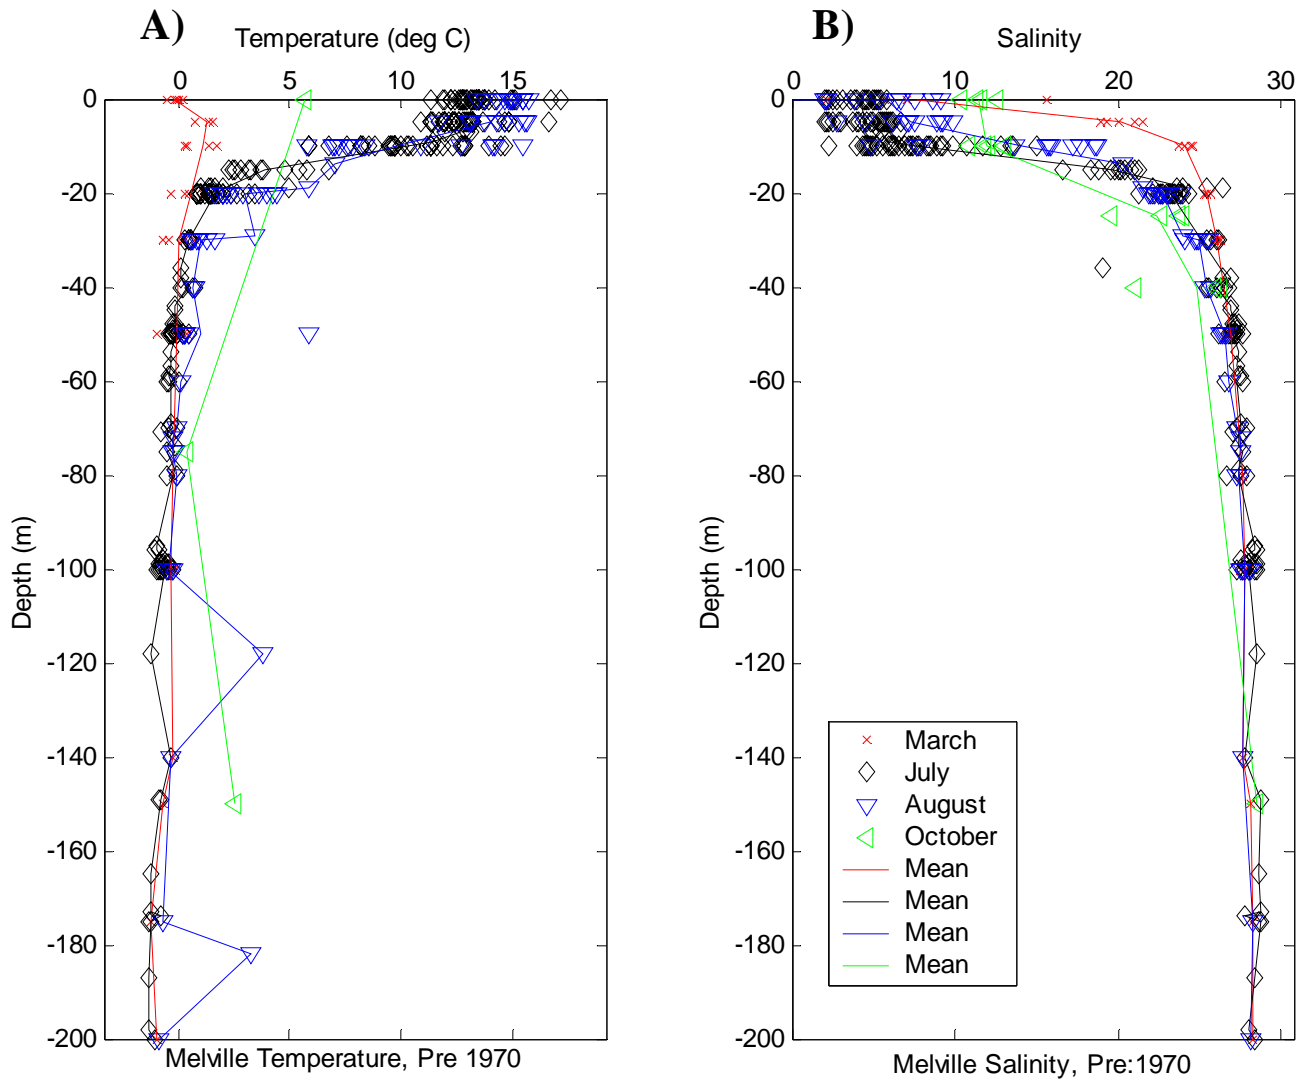 A)
Temperature (deg C)
0 5 10 15
0
-20
-40
-60
-80
-100
-120
-140
-160
-180
-200
Depth (m)
Melville Temperature, Pre 1970
B)
Salinity
0 10 20 30
0
-20
-40
-60
-80
-100
-120
-140
-160
-180
-200
Depth (m)
March
July
August
October
Mean
Mean
Mean
Mean
Melville Salinity, Pre:1970